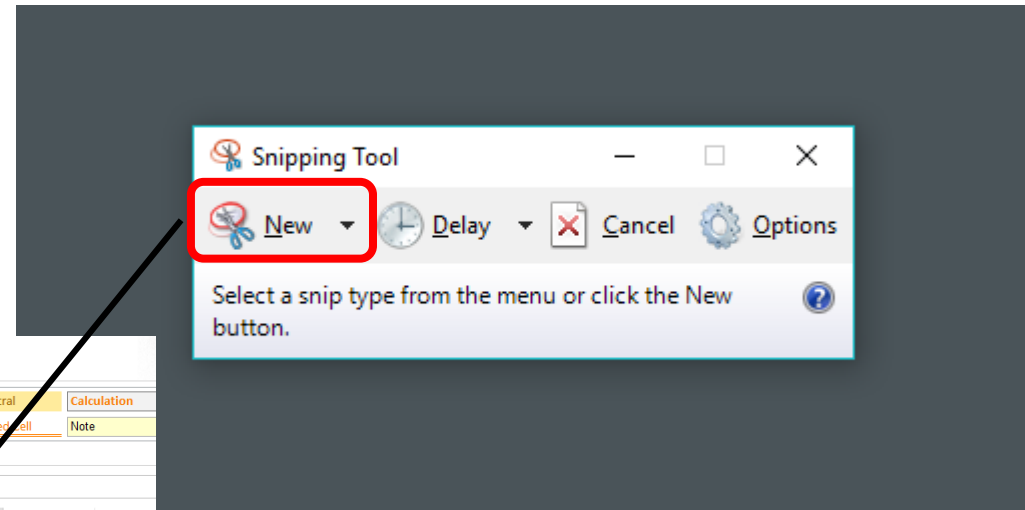 Snipping Tool
New Delay Cancel Options
Select a snip type from the menu or click the New
button.
Calculation
Note